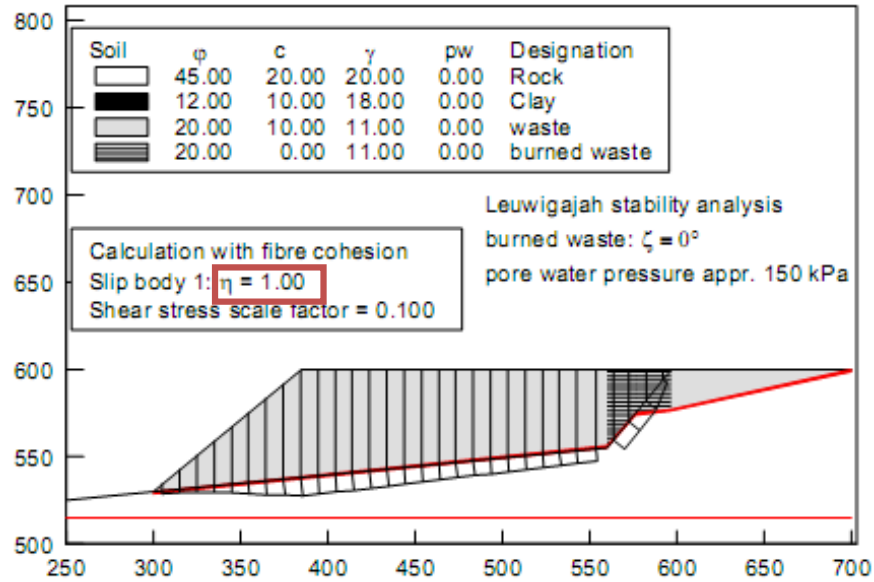 800
750
700
650
600
550
500
Soil φ c γ pw Designation
45.00 20.00 20.00 0.00 Rock
12.00 10.00 18.00 0.00 Clay
20.00 10.00 11.00 0.00 waste
20.00 0.00 11.00 0.00 burned waste
Leuwigajah stability analysis
burned waste: ζ = 0°
pore water pressure appr. 150 kPa
Calculation with fibre cohesion
Slip body 1: η = 1.00
Shear stress scale factor = 0.100
250 300 350 400 450 500 550 600 650 700